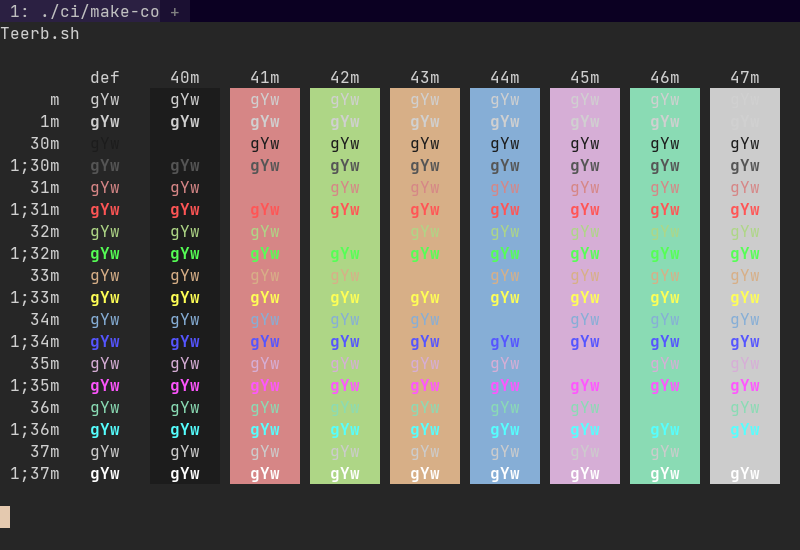 1: ./ci/make-co +
Teerb.sh
def 40m 41m 42m 43m 44m 45m 46m 47m
m gYw gYw gYw gYw gYw gYw gYw gYw gYw
1m gYw gYw gYw gYw gYw gYw gYw gYw gYw
30m gYw gYw gYw gYw gYw gYw gYw gYw
1;30m gYw gYw gYw gYw gYw gYw gYw gYw gYw
31m gYw gYw gYw gYw gYw gYw gYw gYw
1;31m gYw gYw gYw gYw gYw gYw gYw gYw gYw
32m gYw gYw gYw gYw gYw gYw gYw gYw
1;32m gYw gYw gYw gYw gYw gYw gYw gYw gYw
33m gYw gYw gYw gYw gYw gYw gYw gYw
1;33m gYw gYw gYw gYw gYw gYw gYw gYw gYw
34m gYw gYw gYw gYw gYw gYw gYw gYw
1;34m gYw gYw gYw gYw gYw gYw gYw gYw gYw
35m gYw gYw gYw gYw gYw gYw gYw gYw
1;35m gYw gYw gYw gYw gYw gYw gYw gYw gYw
36m gYw gYw gYw gYw gYw gYw gYw gYw
1;36m gYw gYw gYw gYw gYw gYw gYw gYw gYw
37m gYw gYw gYw gYw gYw gYw gYw gYw
1;37m gYw gYw gYw gYw gYw gYw gYw gYw gYw